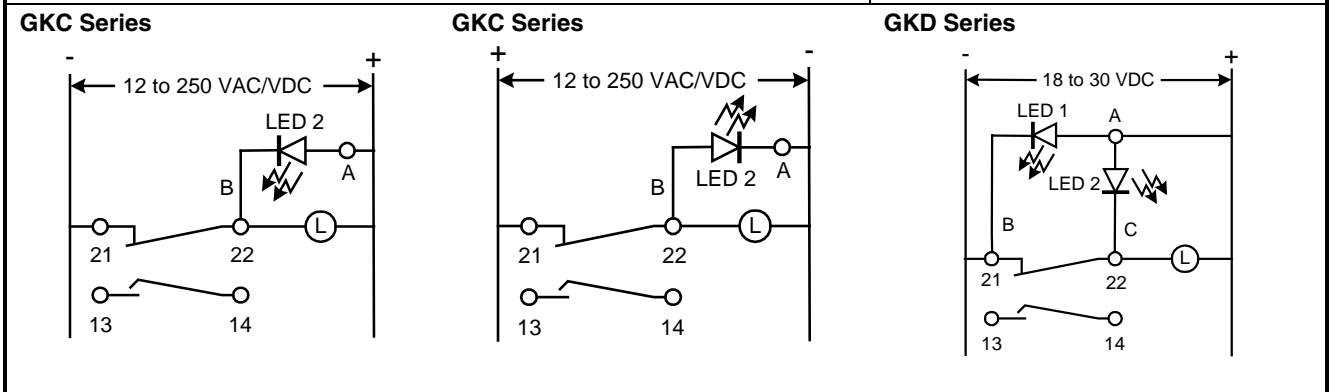 GKC Series
- +
12 to 250 VAC/VDC
LED 2
A
B
L
21 22
13 14
GKC Series
+ -
12 to 250 VAC/VDC
LED 2
A
B
L
21 22
13 14
GKD Series
- +
18 to 30 VDC
LED 1
A
LED 2
B
C
L
21 22
13 14